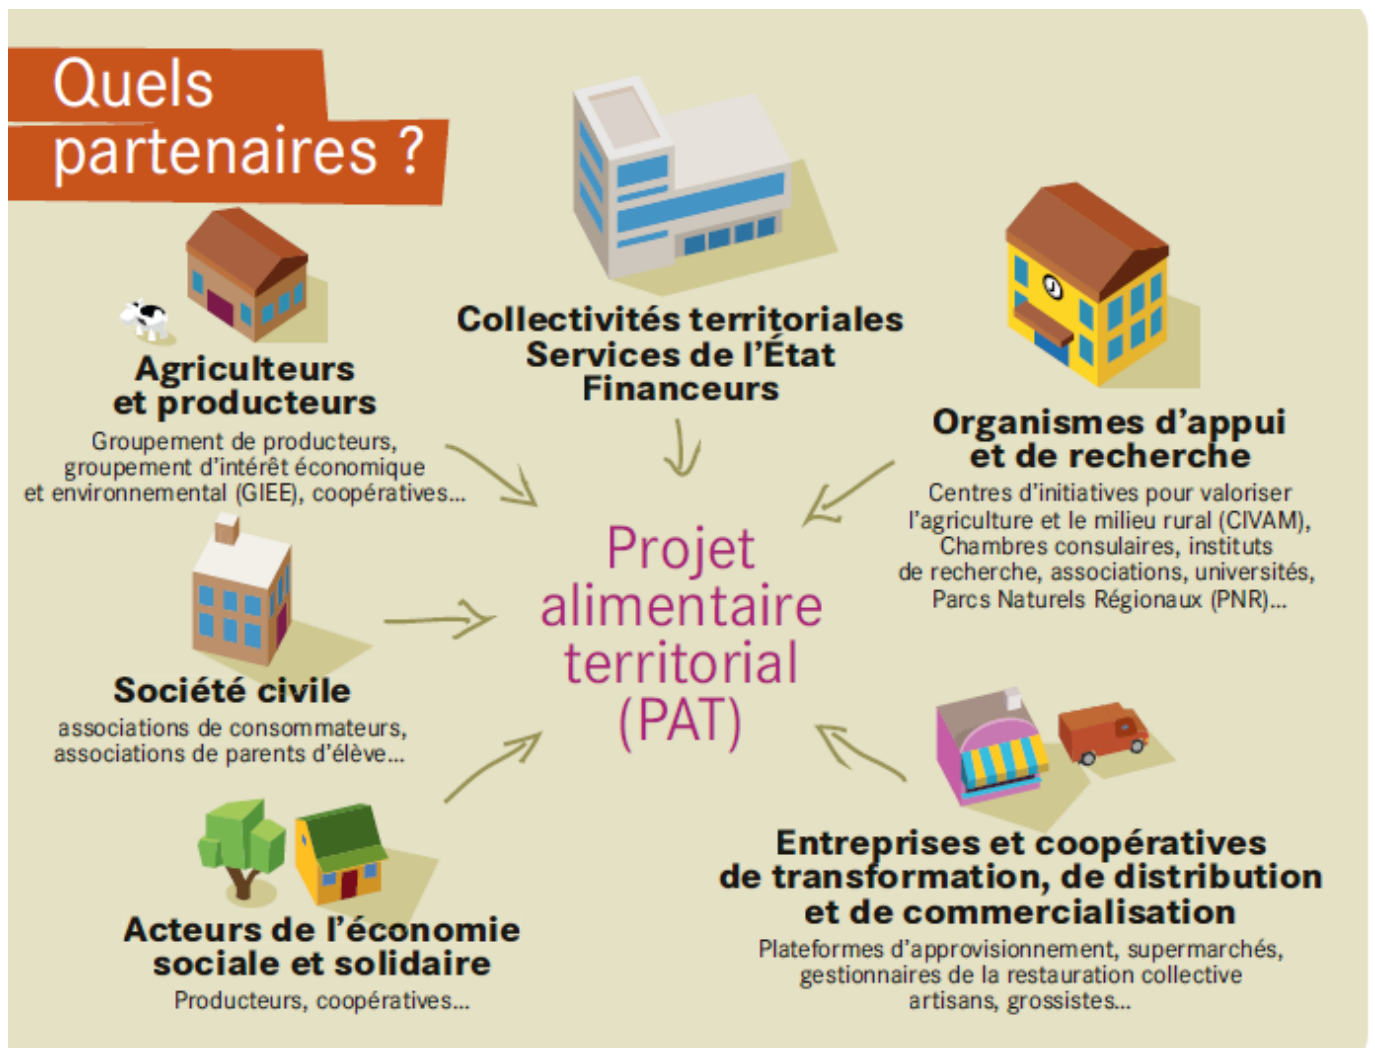 Quels
partenaires ?
Agriculteurs
et producteurs
Groupement de producteurs,
groupement d'intérêt économique
et environnemental (GIEE), coopératives...
Collectivités territoriales
Services de l'État
Financeurs
Organismes d'appui
et de recherche
Centres d'initiatives pour valoriser
l'agriculture et le milieu rural (CIVAM),
Chambres consulaires, instituts
de recherche, associations, universités,
Parcs Naturels Régionaux (PNR)...
Projet
alimentaire
territorial
(PAT)
Société civile
associations de consommateurs,
associations de parents d'élève...
Acteurs de l'économie
sociale et solidaire
Producteurs, coopératives...
Entreprises et coopératives
de transformation, de distribution
et de commercialisation
Plateformes d'approvisionnement, supermarchés,
gestionnaires de la restauration collective
artisans, grossistes...